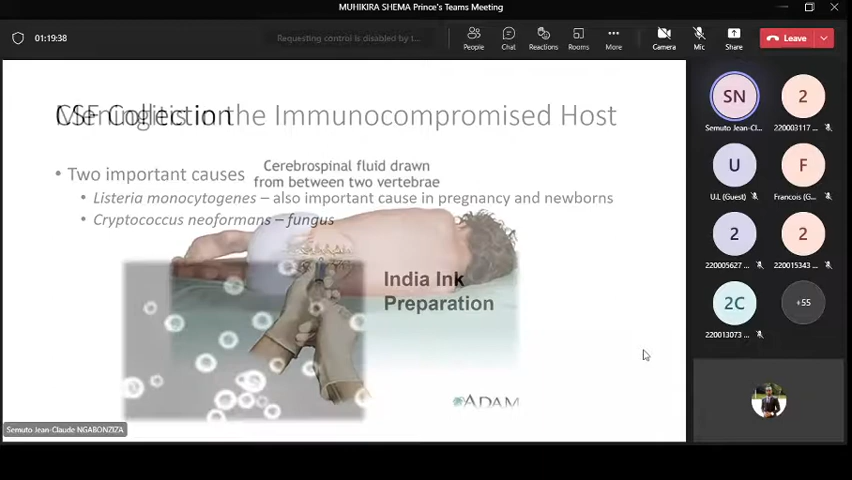 MUHIKIRA SHEMA Prince's Teams Meeting
01:19:38
Requesting control is disabled by t...
People
Chat
Reactions
Rooms
More
Camera
Mic
Share
Leave
CSF Collection
Meningitis in the Immunocompromised Host
• Two important causes
Cerebrospinal fluid drawn
from between two vertebrae
• Listeria monocytogenes – also important cause in pregnancy and newborns
• Cryptococcus neoformans – fungus
India Ink
Preparation
ADAM
Semuto Jean-Claude NGABONZIZA
SN
Semuto Jean-Cl...
2
220003117 ...
U
U.L (Guest)
F
Francois (G...
2
220005627 ...
2
220015343 ...
2C
220013073 ...
+55